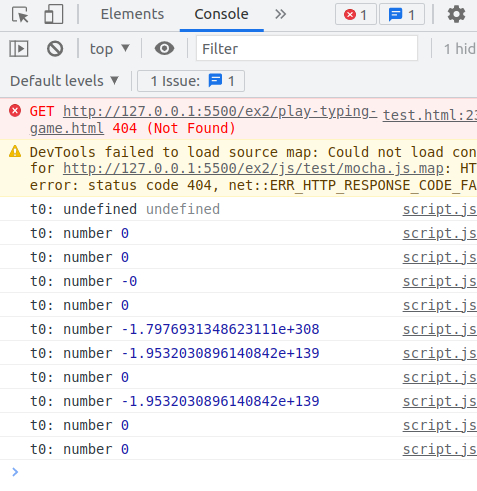 Elements Console » 1 1
top Filter 1 hid
Default levels 1 Issue: 1
GET http://127.0.0.1:5500/ex2/play-typing- test.html:23
game.html 404 (Not Found)
DevTools failed to load source map: Could not load con
for http://127.0.0.1:5500/ex2/js/test/mocha.js.map: HT
error: status code 404, net::ERR_HTTP_RESPONSE_CODE_FA
t0: undefined undefined script.js
t0: number 0 script.js
t0: number 0 script.js
t0: number -0 script.js
t0: number 0 script.js
t0: number -1.7976931348623111e+308 script.js
t0: number -1.9532030896140842e+139 script.js
t0: number 0 script.js
t0: number -1.9532030896140842e+139 script.js
t0: number 0 script.js
t0: number 0 script.js